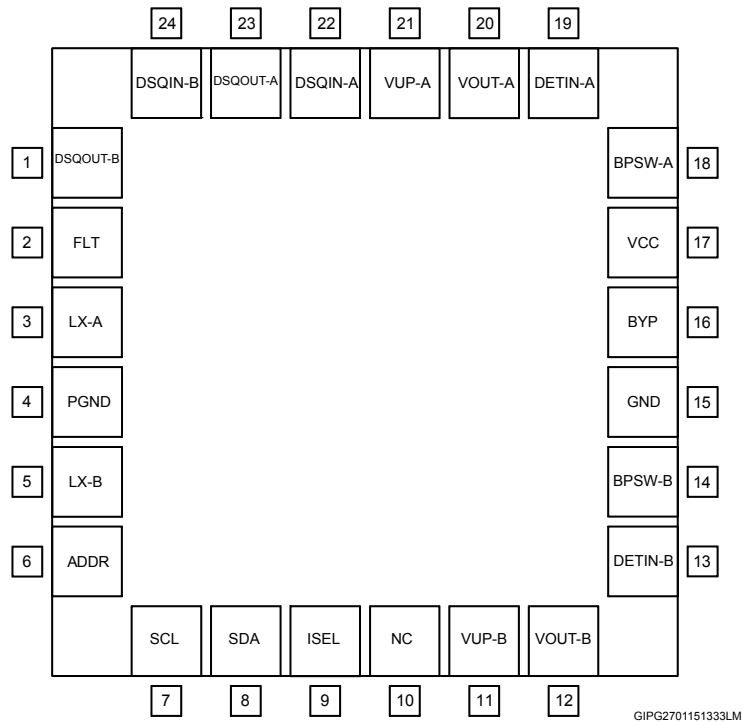 24 23 22 21 20 19
DSQIN-B DSQOUT-A DSQIN-A VUP-A VOUT-A DETIN-A
1 DSQOUT-B BPSW-A 18
2 FLT VCC 17
3 LX-A BYP 16
4 PGND GND 15
5 LX-B BPSW-B 14
6 ADDR DETIN-B 13
SCL SDA ISEL NC VUP-B VOUT-B
7 8 9 10 11 12
GIPG2701151333LM